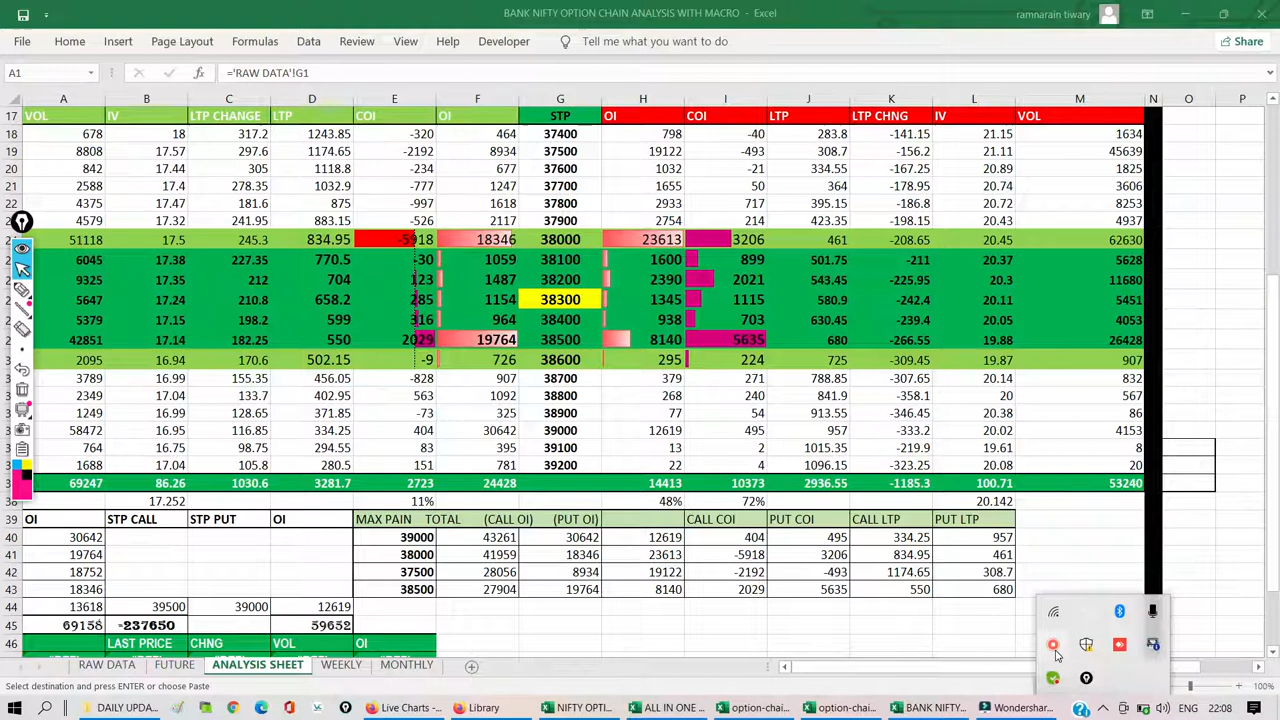 BANK NIFTY OPTION CHAIN ANALYSIS WITH MACRO - Excel
ramnarain tiwary
File Home Insert Page Layout Formulas Data Review View Help Developer Tell me what you want to do Share
A1 fx ='RAW DATA'!G1
A B C D E F G H I J K L M N O P
17 VOL IV LTP CHANGE LTP COI OI STP OI COI LTP LTP CHNG IV VOL
18 678 18 317.2 1243.85 -320 464 37400 798 -40 283.8 -141.15 21.15 1634
19 8808 17.57 297.6 1174.65 -2192 8934 37500 19122 -493 308.7 -156.2 21.11 45639
20 842 17.44 305 1118.8 -234 677 37600 1032 -21 334.55 -167.25 20.89 1825
21 2588 17.4 278.35 1032.9 -777 1247 37700 1655 50 364 -178.95 20.74 3606
22 4375 17.47 181.6 875 -997 1618 37800 2933 717 395.15 -186.8 20.72 8253
4579 17.32 241.95 883.15 -526 2117 37900 2754 214 423.35 -198.15 20.43 4937
51118 17.5 245.3 834.95 -5918 18346 38000 23613 3206 461 -208.65 20.45 62630
6045 17.38 227.35 770.5 -30 1059 38100 1600 899 501.75 -211 20.37 5628
9325 17.35 212 704 123 1487 38200 2390 2021 543.45 -225.95 20.3 11680
5647 17.24 210.8 658.2 285 1154 38300 1345 1115 580.9 -242.4 20.11 5451
5379 17.15 198.2 599 316 964 38400 938 703 630.45 -239.4 20.05 4053
42851 17.14 182.25 550 2029 19764 38500 8140 5635 680 -266.55 19.88 26428
2095 16.94 170.6 502.15 -9 726 38600 295 224 725 -309.45 19.87 907
3789 16.99 155.35 456.05 -828 907 38700 379 271 788.85 -307.65 20.14 832
2349 17.04 133.7 402.95 563 1092 38800 268 240 841.9 -358.1 20 567
1249 16.99 128.65 371.85 -73 325 38900 77 54 913.55 -346.45 20.38 86
58472 16.95 116.85 334.25 404 30642 39000 12619 495 957 -333.2 20.02 4153
764 16.75 98.75 294.55 83 395 39100 13 2 1015.35 -219.9 19.61 8
1688 17.04 105.8 280.5 151 781 39200 22 4 1096.15 -323.25 20.08 20
69247 86.26 1030.6 3281.7 2723 24428 14413 10373 2936.55 -1185.3 100.71 53240
38 17.252 11% 48% 72% 20.142
39 OI STP CALL STP PUT OI MAX PAIN TOTAL (CALL OI) (PUT OI) CALL COI PUT COI CALL LTP PUT LTP
40 30642 39000 43261 30642 12619 404 495 334.25 957
41 19764 38000 41959 18346 23613 -5918 3206 834.95 461
42 18752 37500 28056 8934 19122 -2192 -493 1174.65 308.7
43 18346 38500 27904 19764 8140 2029 5635 550 680
44 13618 39500 39000 12619
45 69158 -237650 59652
46 LAST PRICE CHNG VOL OI
RAW DATA FUTURE ANALYSIS SHEET WEEKLY MONTHLY
Select destination and press ENTER or choose Paste 100%
DAILY UPDA... Live Charts -... Library NIFTY OPTI... ALL IN ONE ... option-chai... option-chai... BANK NIFTY... Wondershar... ENG 22:08